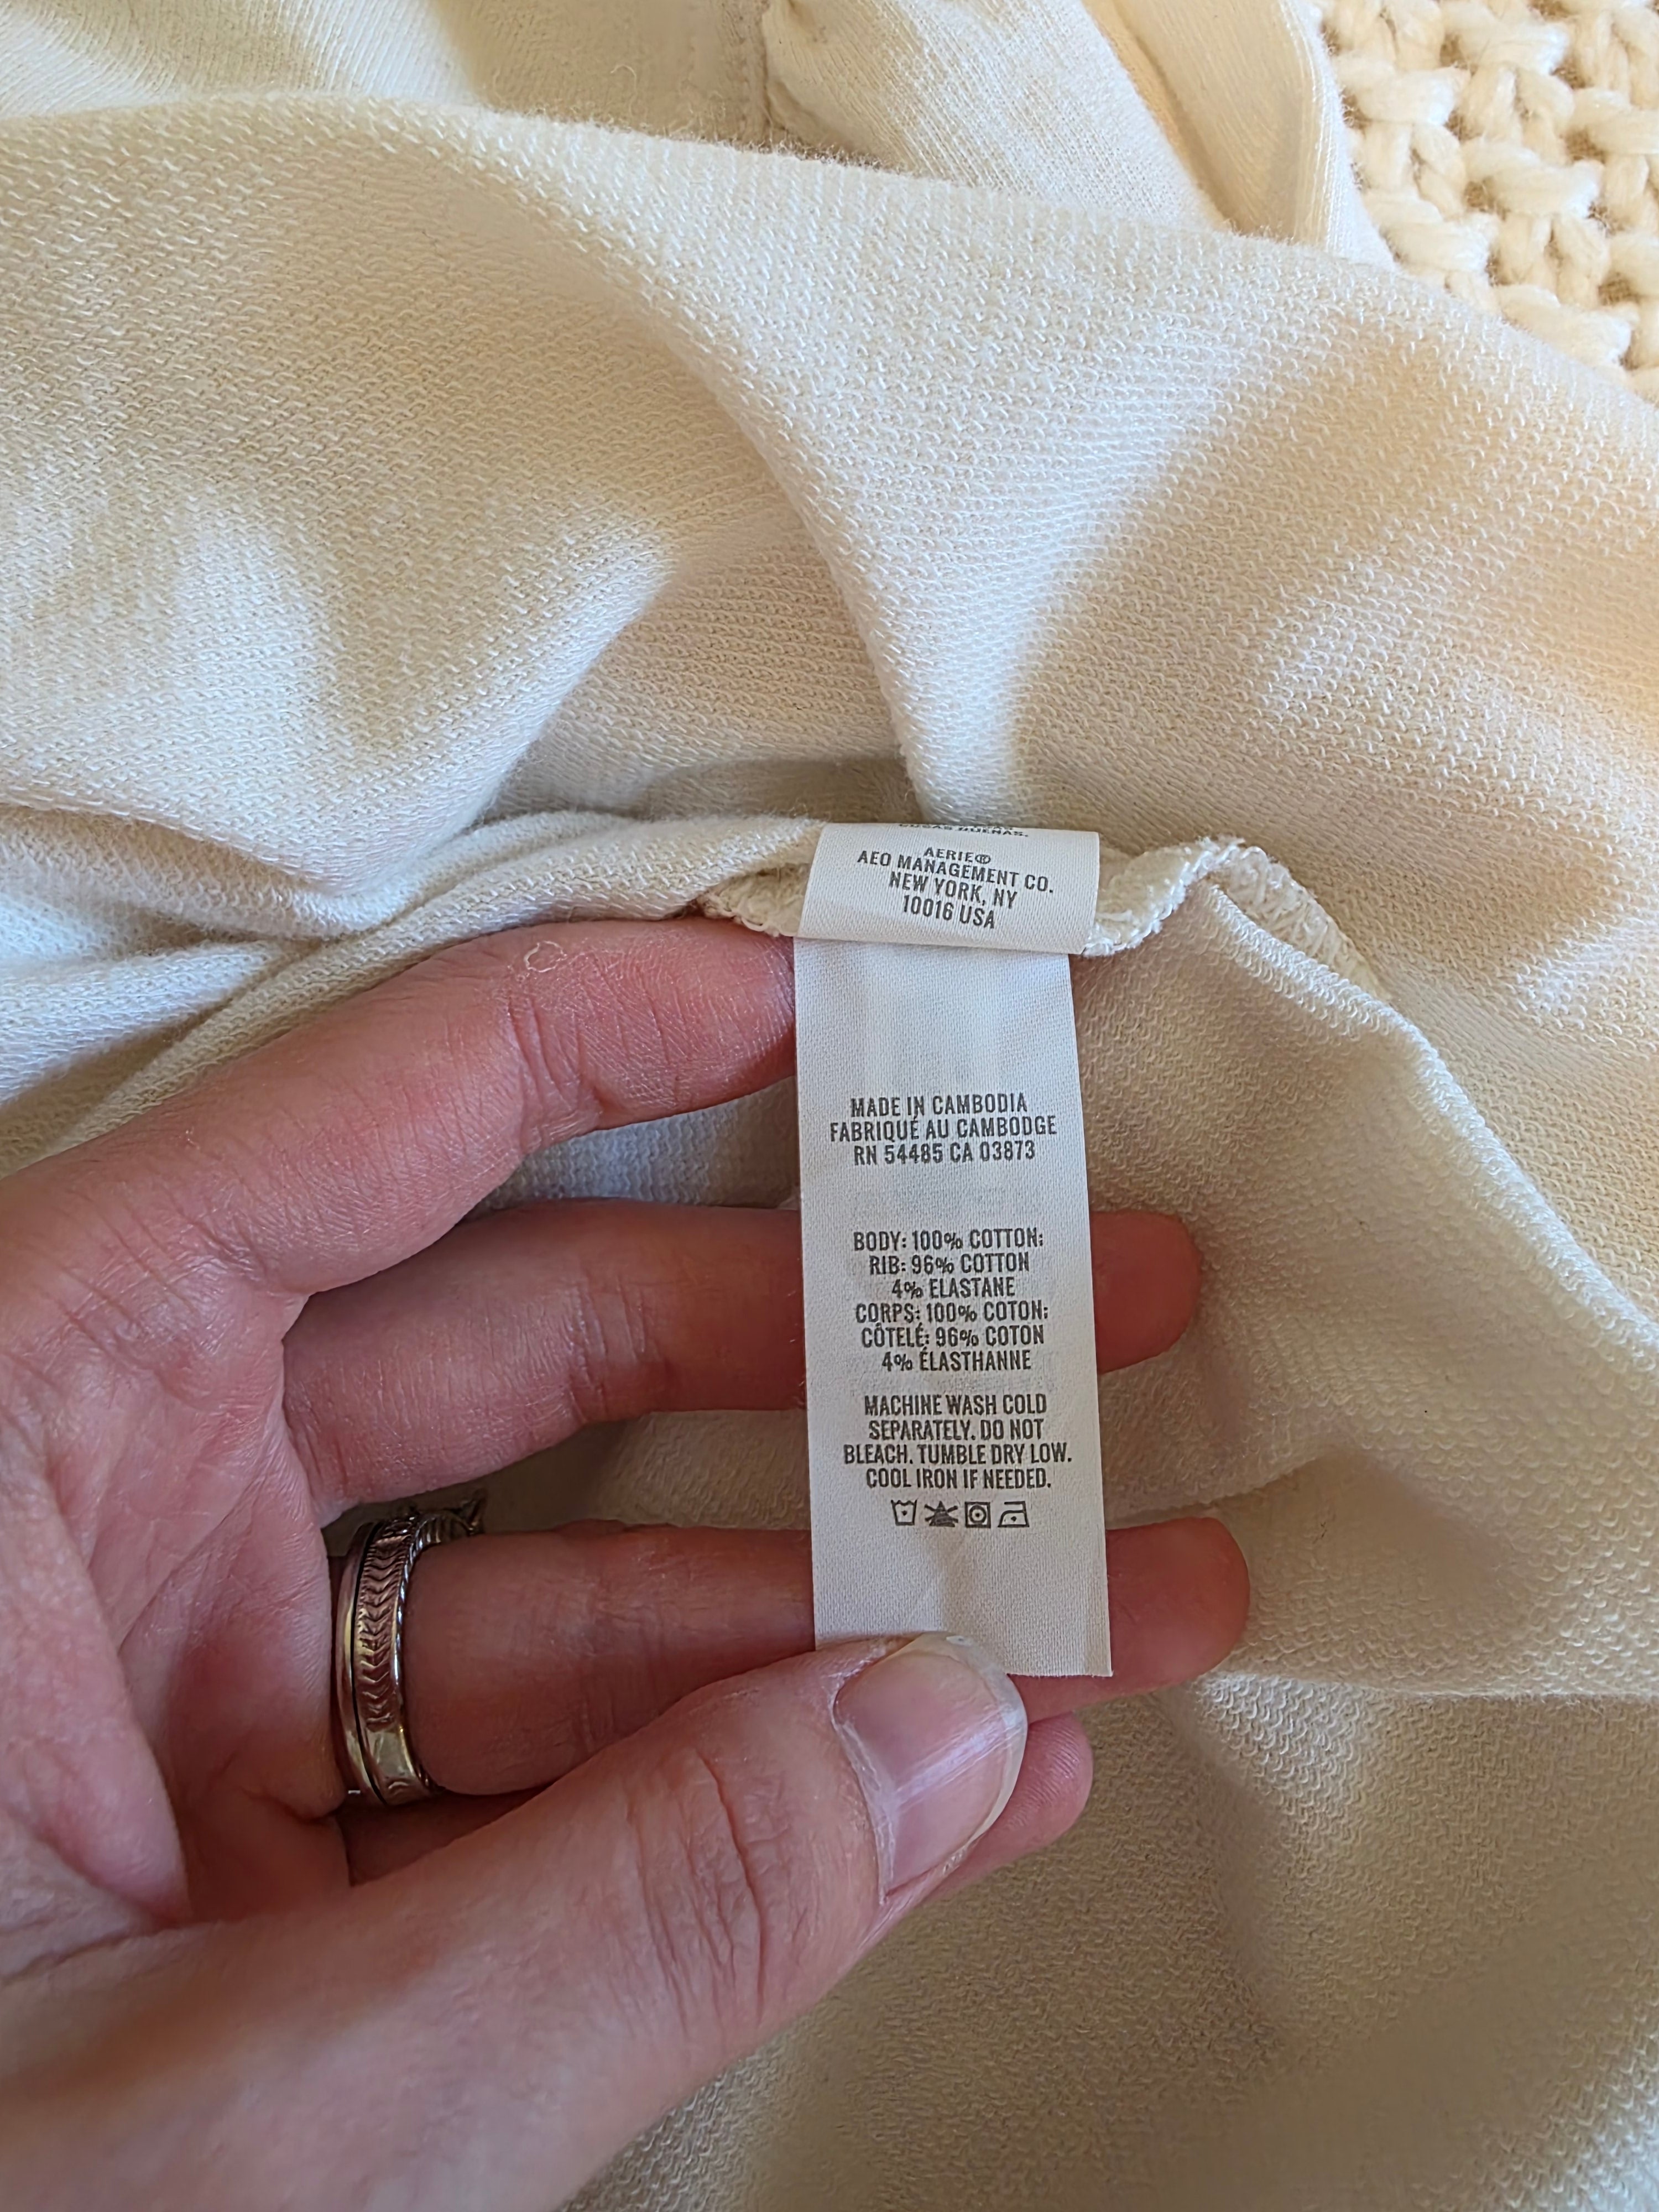 COSAS BUENAS.
AERIE®
AEO MANAGEMENT CO.
NEW YORK, NY
10016 USA
MADE IN CAMBODIA
FABRIQUÉ AU CAMBODGE
RN 54485 CA 03873
BODY: 100% COTTON;
RIB: 96% COTTON
4% ELASTANE
CORPS: 100% COTON;
CÔTELÉ: 96% COTON
4% ÉLASTHANNE
MACHINE WASH COLD
SEPARATELY. DO NOT
BLEACH. TUMBLE DRY LOW.
COOL IRON IF NEEDED.